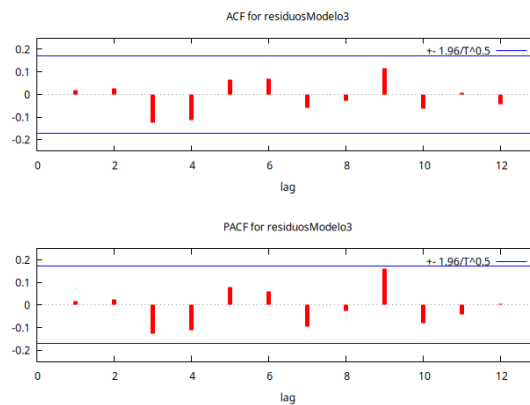 ACF for residuosModelo3
+- 1.96/T^0.5
0.2
0.1
0
-0.1
-0.2
0 2 4 6 8 10 12
lag
PACF for residuosModelo3
+- 1.96/T^0.5
0.2
0.1
0
-0.1
-0.2
0 2 4 6 8 10 12
lag